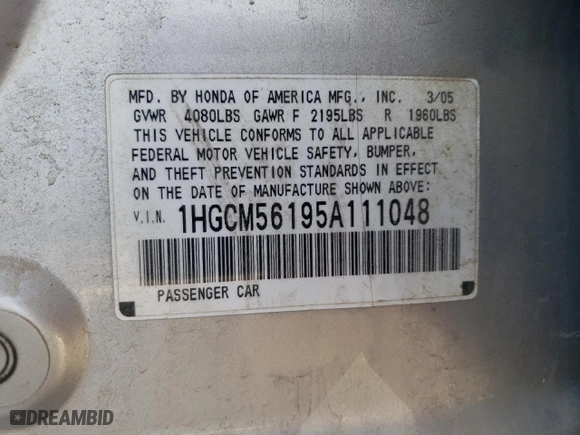 MFD. BY HONDA OF AMERICA MFG., INC. 3/05
GVWR 4080LBS GAWR F 2195LBS R 1960LBS
THIS VEHICLE CONFORMS TO ALL APPLICABLE
FEDERAL MOTOR VEHICLE SAFETY, BUMPER,
AND THEFT PREVENTION STANDARDS IN EFFECT
ON THE DATE OF MANUFACTURE SHOWN ABOVE:
V.I.N. 1HGCM56195A111048
PASSENGER CAR
DREAMBID